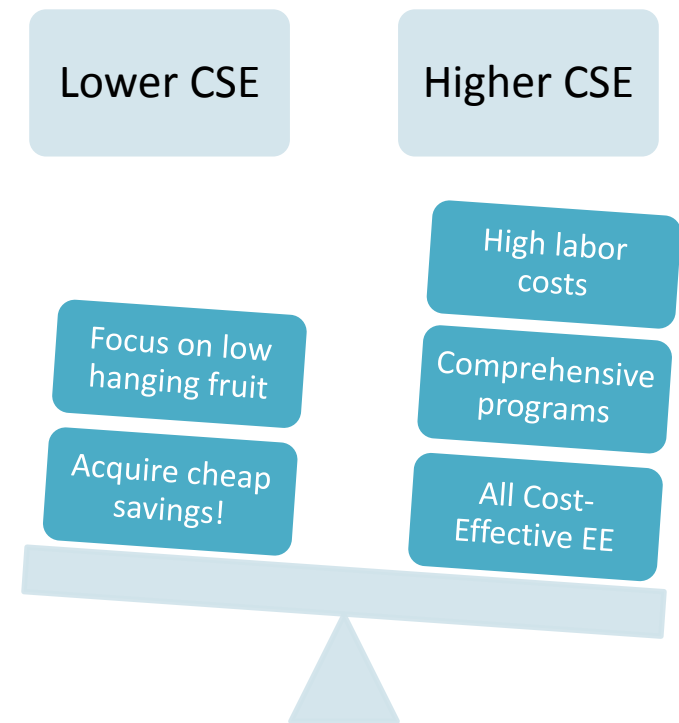 Lower CSE
Higher CSE
Focus on low
hanging fruit
Acquire cheap
savings!
High labor
costs
Comprehensive
programs
All Cost-
Effective EE